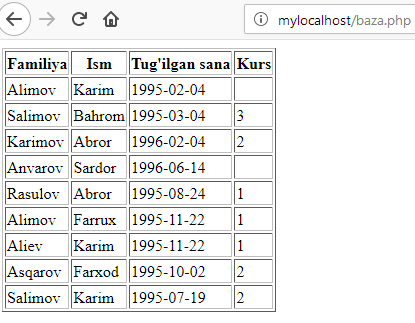 mylocalhost/baza.php
Familiya Ism Tug'ilgan sana Kurs
Alimov Karim 1995-02-04
Salimov Bahrom 1995-03-04 3
Karimov Abror 1996-02-04 2
Anvarov Sardor 1996-06-14
Rasulov Abror 1995-08-24 1
Alimov Farrux 1995-11-22 1
Aliev Karim 1995-11-22 1
Asqarov Farxod 1995-10-02 2
Salimov Karim 1995-07-19 2